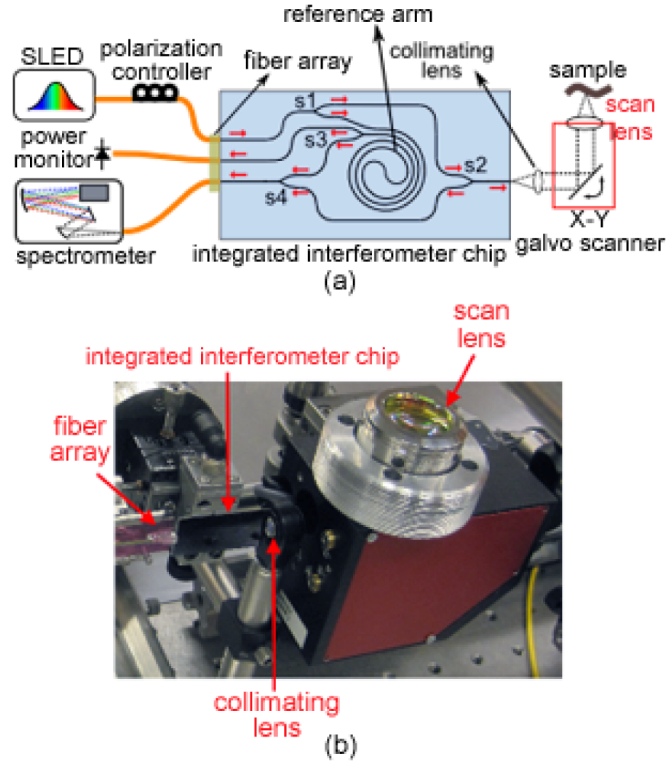 reference arm
polarization
controller
SLED
fiber array
collimating
lens
sample
scan
lens
s1
s3
s2
s4
power
monitor
spectrometer
integrated interferometer chip
X-Y
galvo scanner
(a)
scan
lens
integrated interferometer chip
fiber
array
collimating
lens
(b)